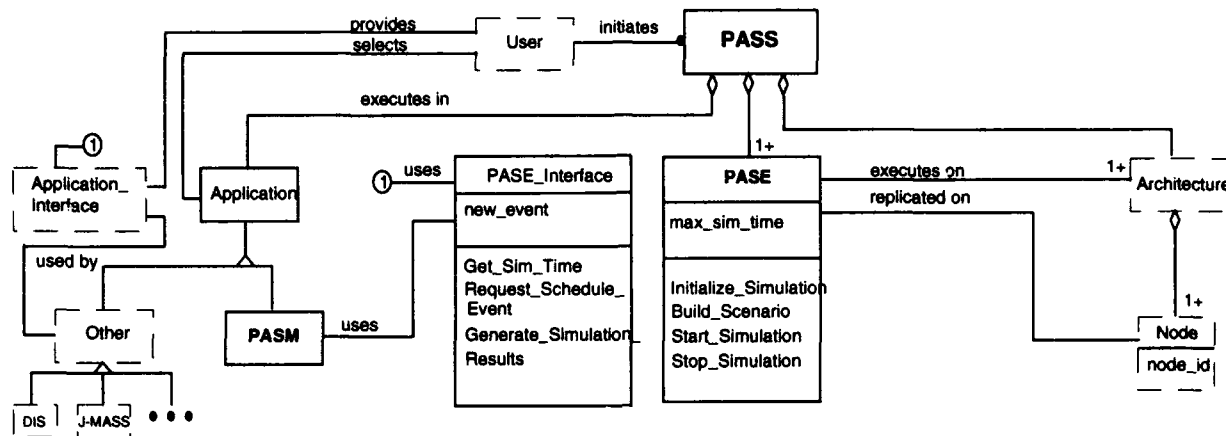 provides
selects
User
initiates
PASS
executes in
1
Application_
Interface
Application
used by
1
uses
PASE_Interface
new_event
Get_Sim_Time
Request_Schedule_
Event
Generate_Simulation_
Results
1+
PASE
max_sim_time
Initialize_Simulation
Build_Scenario
Start_Simulation
Stop_Simulation
executes on
1+
replicated on
Architecture
1+
Node
node_id
Other
PASM
uses
DIS
J-MASS